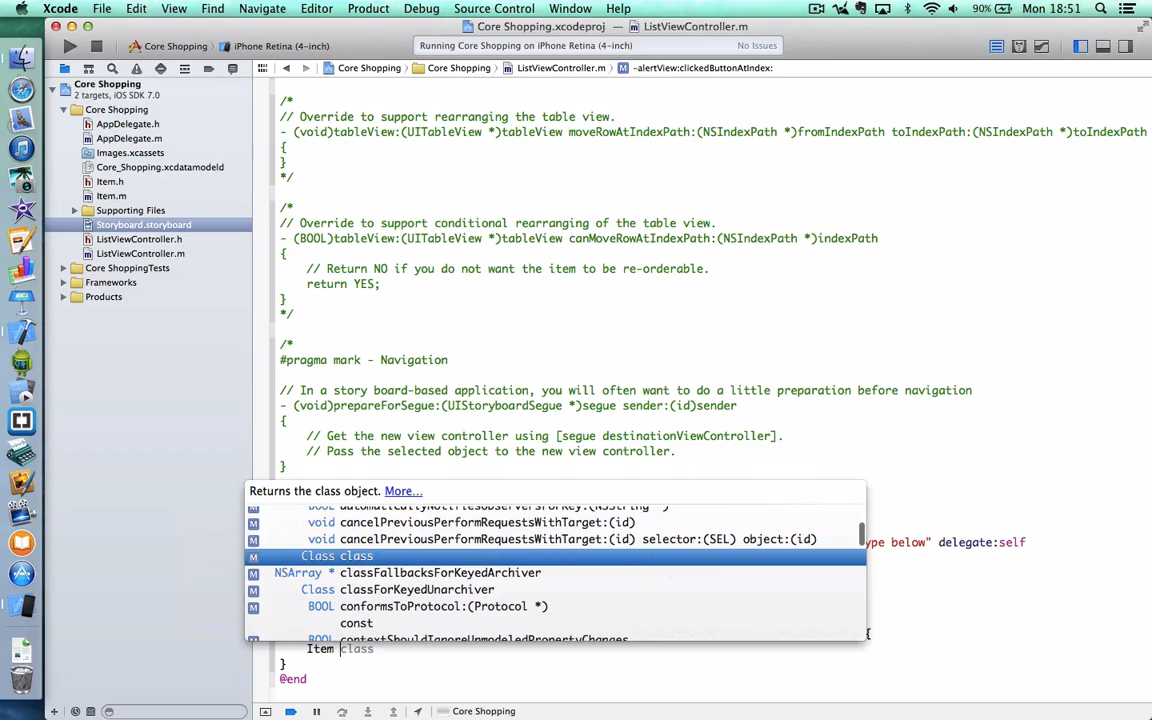 Xcode File Edit View Find Navigate Editor Product Debug Source Control Window Help 90% Mon 18:51
Core Shopping.xcodeproj — ListViewController.m
Core Shopping iPhone Retina (4-inch) Running Core Shopping on iPhone Retina (4-inch) No Issues
Core Shopping Core Shopping ListViewController.m M -alertView:clickedButtonAtIndex:
Core Shopping
2 targets, iOS SDK 7.0
Core Shopping
AppDelegate.h
AppDelegate.m
Images.xcassets
Core_Shopping.xcdatamodeld
Item.h
Item.m
Supporting Files
Storyboard.storyboard
ListViewController.h
ListViewController.m
Core ShoppingTests
Frameworks
Products
/*
// Override to support rearranging the table view.
- (void)tableView:(UITableView *)tableView moveRowAtIndexPath:(NSIndexPath *)fromIndexPath toIndexPath:(NSIndexPath *)toIndexPath
{
}
*/
/*
// Override to support conditional rearranging of the table view.
- (BOOL)tableView:(UITableView *)tableView canMoveRowAtIndexPath:(NSIndexPath *)indexPath
{
// Return NO if you do not want the item to be re-orderable.
return YES;
}
*/
/*
#pragma mark - Navigation
// In a story board-based application, you will often want to do a little preparation before navigation
- (void)prepareForSegue:(UIStoryboardSegue *)segue sender:(id)sender
{
// Get the new view controller using [segue destinationViewController].
// Pass the selected object to the new view controller.
}
Returns the class object. More...
BOOL automaticallyNotifiesObserversForKey:(NSString *)
M void cancelPreviousPerformRequestsWithTarget:(id)
M void cancelPreviousPerformRequestsWithTarget:(id) selector:(SEL) object:(id)
M Class class
M NSArray * classFallbacksForKeyedArchiver
M Class classForKeyedUnarchiver
M BOOL conformsToProtocol:(Protocol *)
const
M BOOL contextShouldIgnoreUnmodeledPropertyChanges
ype below" delegate:self
{
Item class
}
@end
Core Shopping